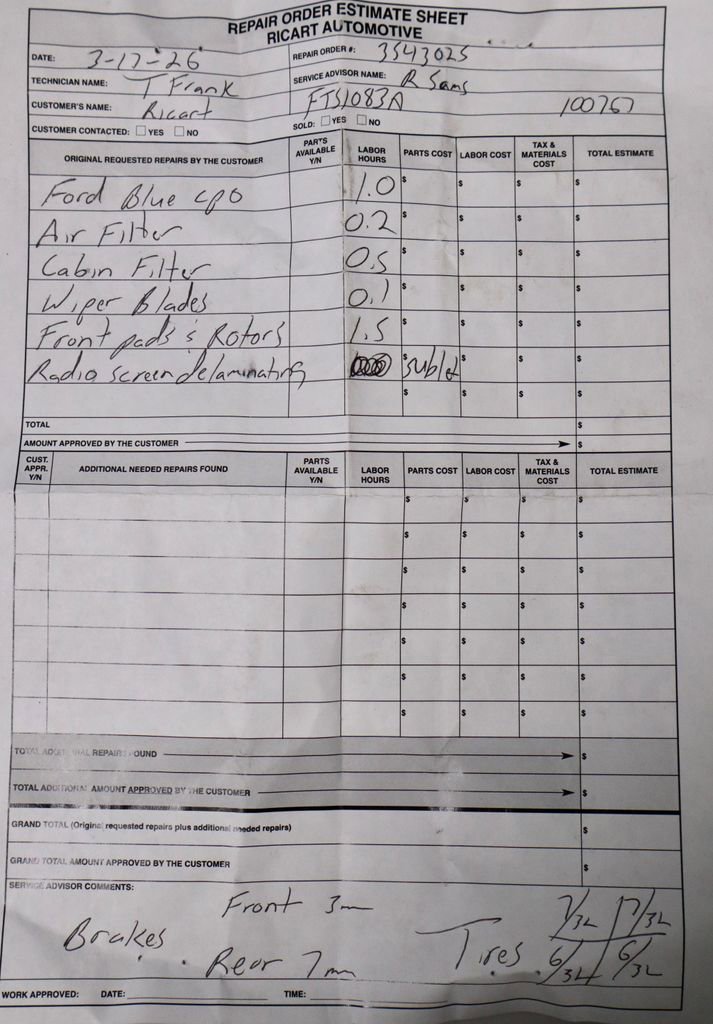 REPAIR ORDER ESTIMATE SHEET
RICART AUTOMOTIVE
DATE: 3-17-26 REPAIR ORDER #: 3543025
TECHNICIAN NAME: T Frank SERVICE ADVISOR NAME: R Sams
CUSTOMER'S NAME: Ricart FTS1083A 100767
CUSTOMER CONTACTED: ☐ YES ☐ NO SOLD: ☐ YES ☐ NO
ORIGINAL REQUESTED REPAIRS BY THE CUSTOMER PARTS AVAILABLE Y/N LABOR HOURS PARTS COST LABOR COST TAX & MATERIALS COST TOTAL ESTIMATE
Ford Blue cpo 1.0 $ $ $ $
Air Filter 0.2 $ $ $ $
Cabin Filter 0.5 $ $ $ $
Wiper Blades 0.1 $ $ $ $
Front pads & Rotors 1.5 $ $ $ $
Radio screen delaminating $ sublet $ $ $
$ $ $ $
TOTAL $
AMOUNT APPROVED BY THE CUSTOMER $
CUST. APPR. Y/N ADDITIONAL NEEDED REPAIRS FOUND PARTS AVAILABLE Y/N LABOR HOURS PARTS COST LABOR COST TAX & MATERIALS COST TOTAL ESTIMATE
$ $ $ $
$ $ $ $
$ $ $ $
$ $ $ $
$ $ $ $
$ $ $ $
$ $ $ $
TOTAL ADDITIONAL REPAIRS FOUND $
TOTAL ADDITIONAL AMOUNT APPROVED BY THE CUSTOMER $
GRAND TOTAL (Original requested repairs plus additional needed repairs) $
GRAND TOTAL AMOUNT APPROVED BY THE CUSTOMER $
SERVICE ADVISOR COMMENTS:
Brakes Front 3mm Rear 7mm
Tires 7/32 7/32 6/32 6/32
WORK APPROVED: DATE: TIME: